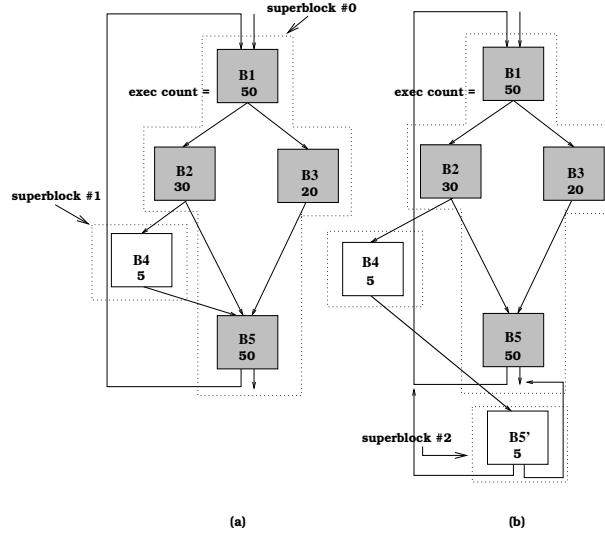 superblock #0
B1
50
exec count =
B2
30
B3
20
superblock #1
B4
5
B5
50
(a)
B1
50
exec count =
B2
30
B3
20
B4
5
B5
50
superblock #2
B5'
5
(b)